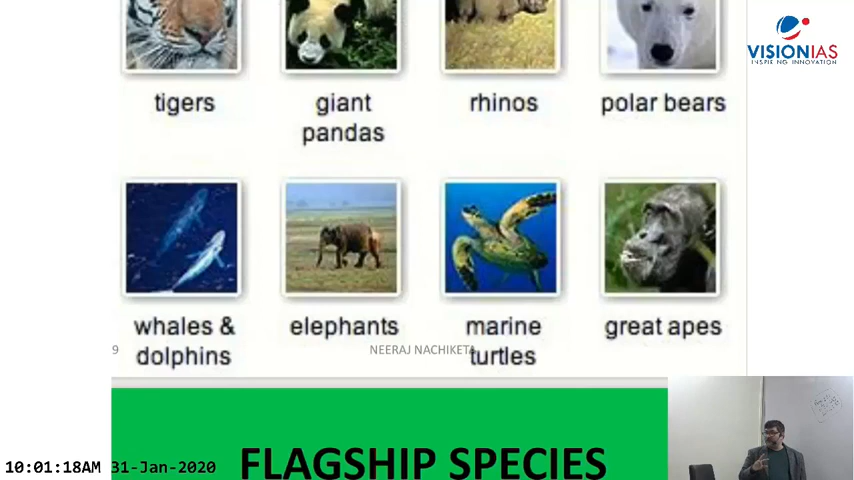 VISIONIAS
INSPIRING INNOVATION
tigers
giant
pandas
rhinos
polar bears
whales &
dolphins
elephants
marine
turtles
great apes
9
NEERAJ NACHIKETA
FLAGSHIP SPECIES
10:01:18AM 31-Jan-2020